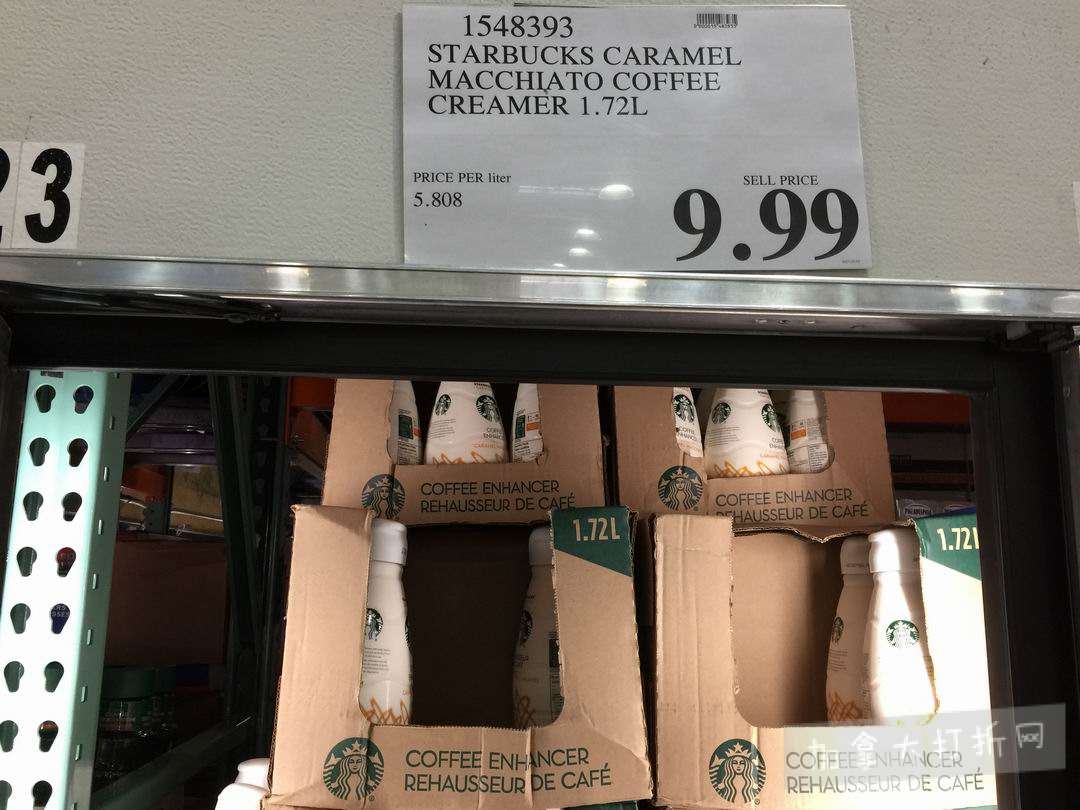 1548393
STARBUCKS CARAMEL
MACCHIATO COFFEE
CREAMER 1.72L
PRICE PER liter
5.808
SELL PRICE
9.99
3
COFFEE ENHANCER
REHAUSSEUR DE CAFÉ
COFFEE ENHANCER
REHAUSSEUR DE CAFÉ
1.72L
1.72L
COFFEE ENHANCER
REHAUSSEUR DE CAFÉ
COFFEE ENHANCER
REHAUSSEUR DE CAFÉ
加拿大打折网